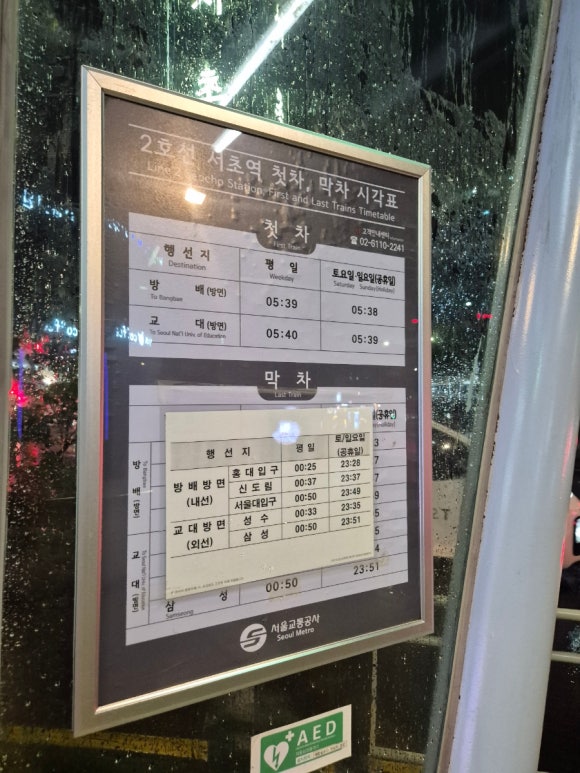 2호선 서초역 첫차, 막차 시각표
Line 2 Seocho Station, First and Last Trains Timetable
첫 차
First Train
고객안내센터
☎ 02-6110-2241
행 선 지
Destination
평 일
Weekday
토요일·일요일(공휴일)
Saturday Sunday(Holiday)
방 배 (방면)
To Bangbae
05:39
05:38
교 대 (방면)
To Seoul Nat'l Univ. of Education
05:40
05:39
막 차
Last Train
행 선 지
평 일
토/일요일
(공휴일)
방배방면
(내선)
홍대입구 00:25 23:28
신도림 00:37 23:37
서울대입구 00:50 23:49
교대방면
(외선)
성수 00:33 23:35
삼성 00:50 23:51
삼 성
Samseong
00:50
23:51
서울교통공사
Seoul Metro
AED